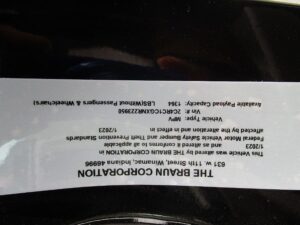 THE BRAUN CORPORATION
631 w. 11th Street, Winamac, Indiana 46996
This Vehicle was altered by THE BRAUN CORPORATION in
1/2023 and as altered it conforms to all applicable
Federal Motor Vehicle Safety Bumper and Theft Prevention Standards
affected by the alteration and in effect in 1/2023
Vehicle Type: MPV
Vin #: 2C4RC1CGXNR223956
Available Payload Capacity: 1364 LBS(Without Passengers & Wheelchairs)